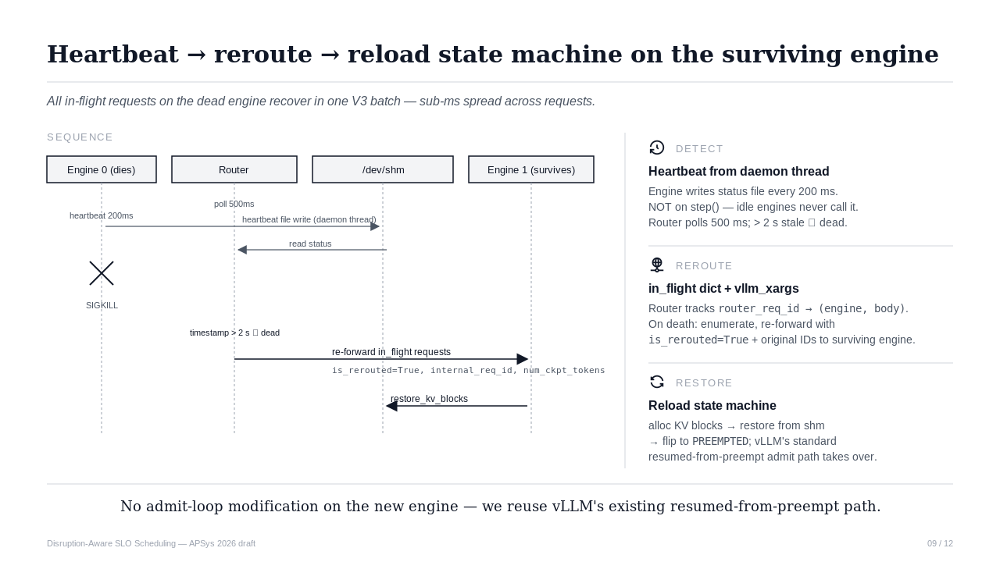 Heartbeat → reroute → reload state machine on the surviving engine
All in-flight requests on the dead engine recover in one V3 batch — sub-ms spread across requests.
SEQUENCE
Engine 0 (dies)
Router
/dev/shm
Engine 1 (survives)
poll 500ms
heartbeat 200ms
heartbeat file write (daemon thread)
read status
SIGKILL
timestamp > 2 s □ dead
re-forward in_flight requests
is_rerouted=True, internal_req_id, num_ckpt_tokens
restore_kv_blocks
DETECT
Heartbeat from daemon thread
Engine writes status file every 200 ms.
NOT on step() — idle engines never call it.
Router polls 500 ms; > 2 s stale □ dead.
REROUTE
in_flight dict + vllm_xargs
Router tracks router_req_id → (engine, body).
On death: enumerate, re-forward with
is_rerouted=True + original IDs to surviving engine.
RESTORE
Reload state machine
alloc KV blocks → restore from shm
→ flip to PREEMPTED; vLLM's standard
resumed-from-preempt admit path takes over.
No admit-loop modification on the new engine — we reuse vLLM's existing resumed-from-preempt path.
Disruption-Aware SLO Scheduling — APSys 2026 draft
09 / 12